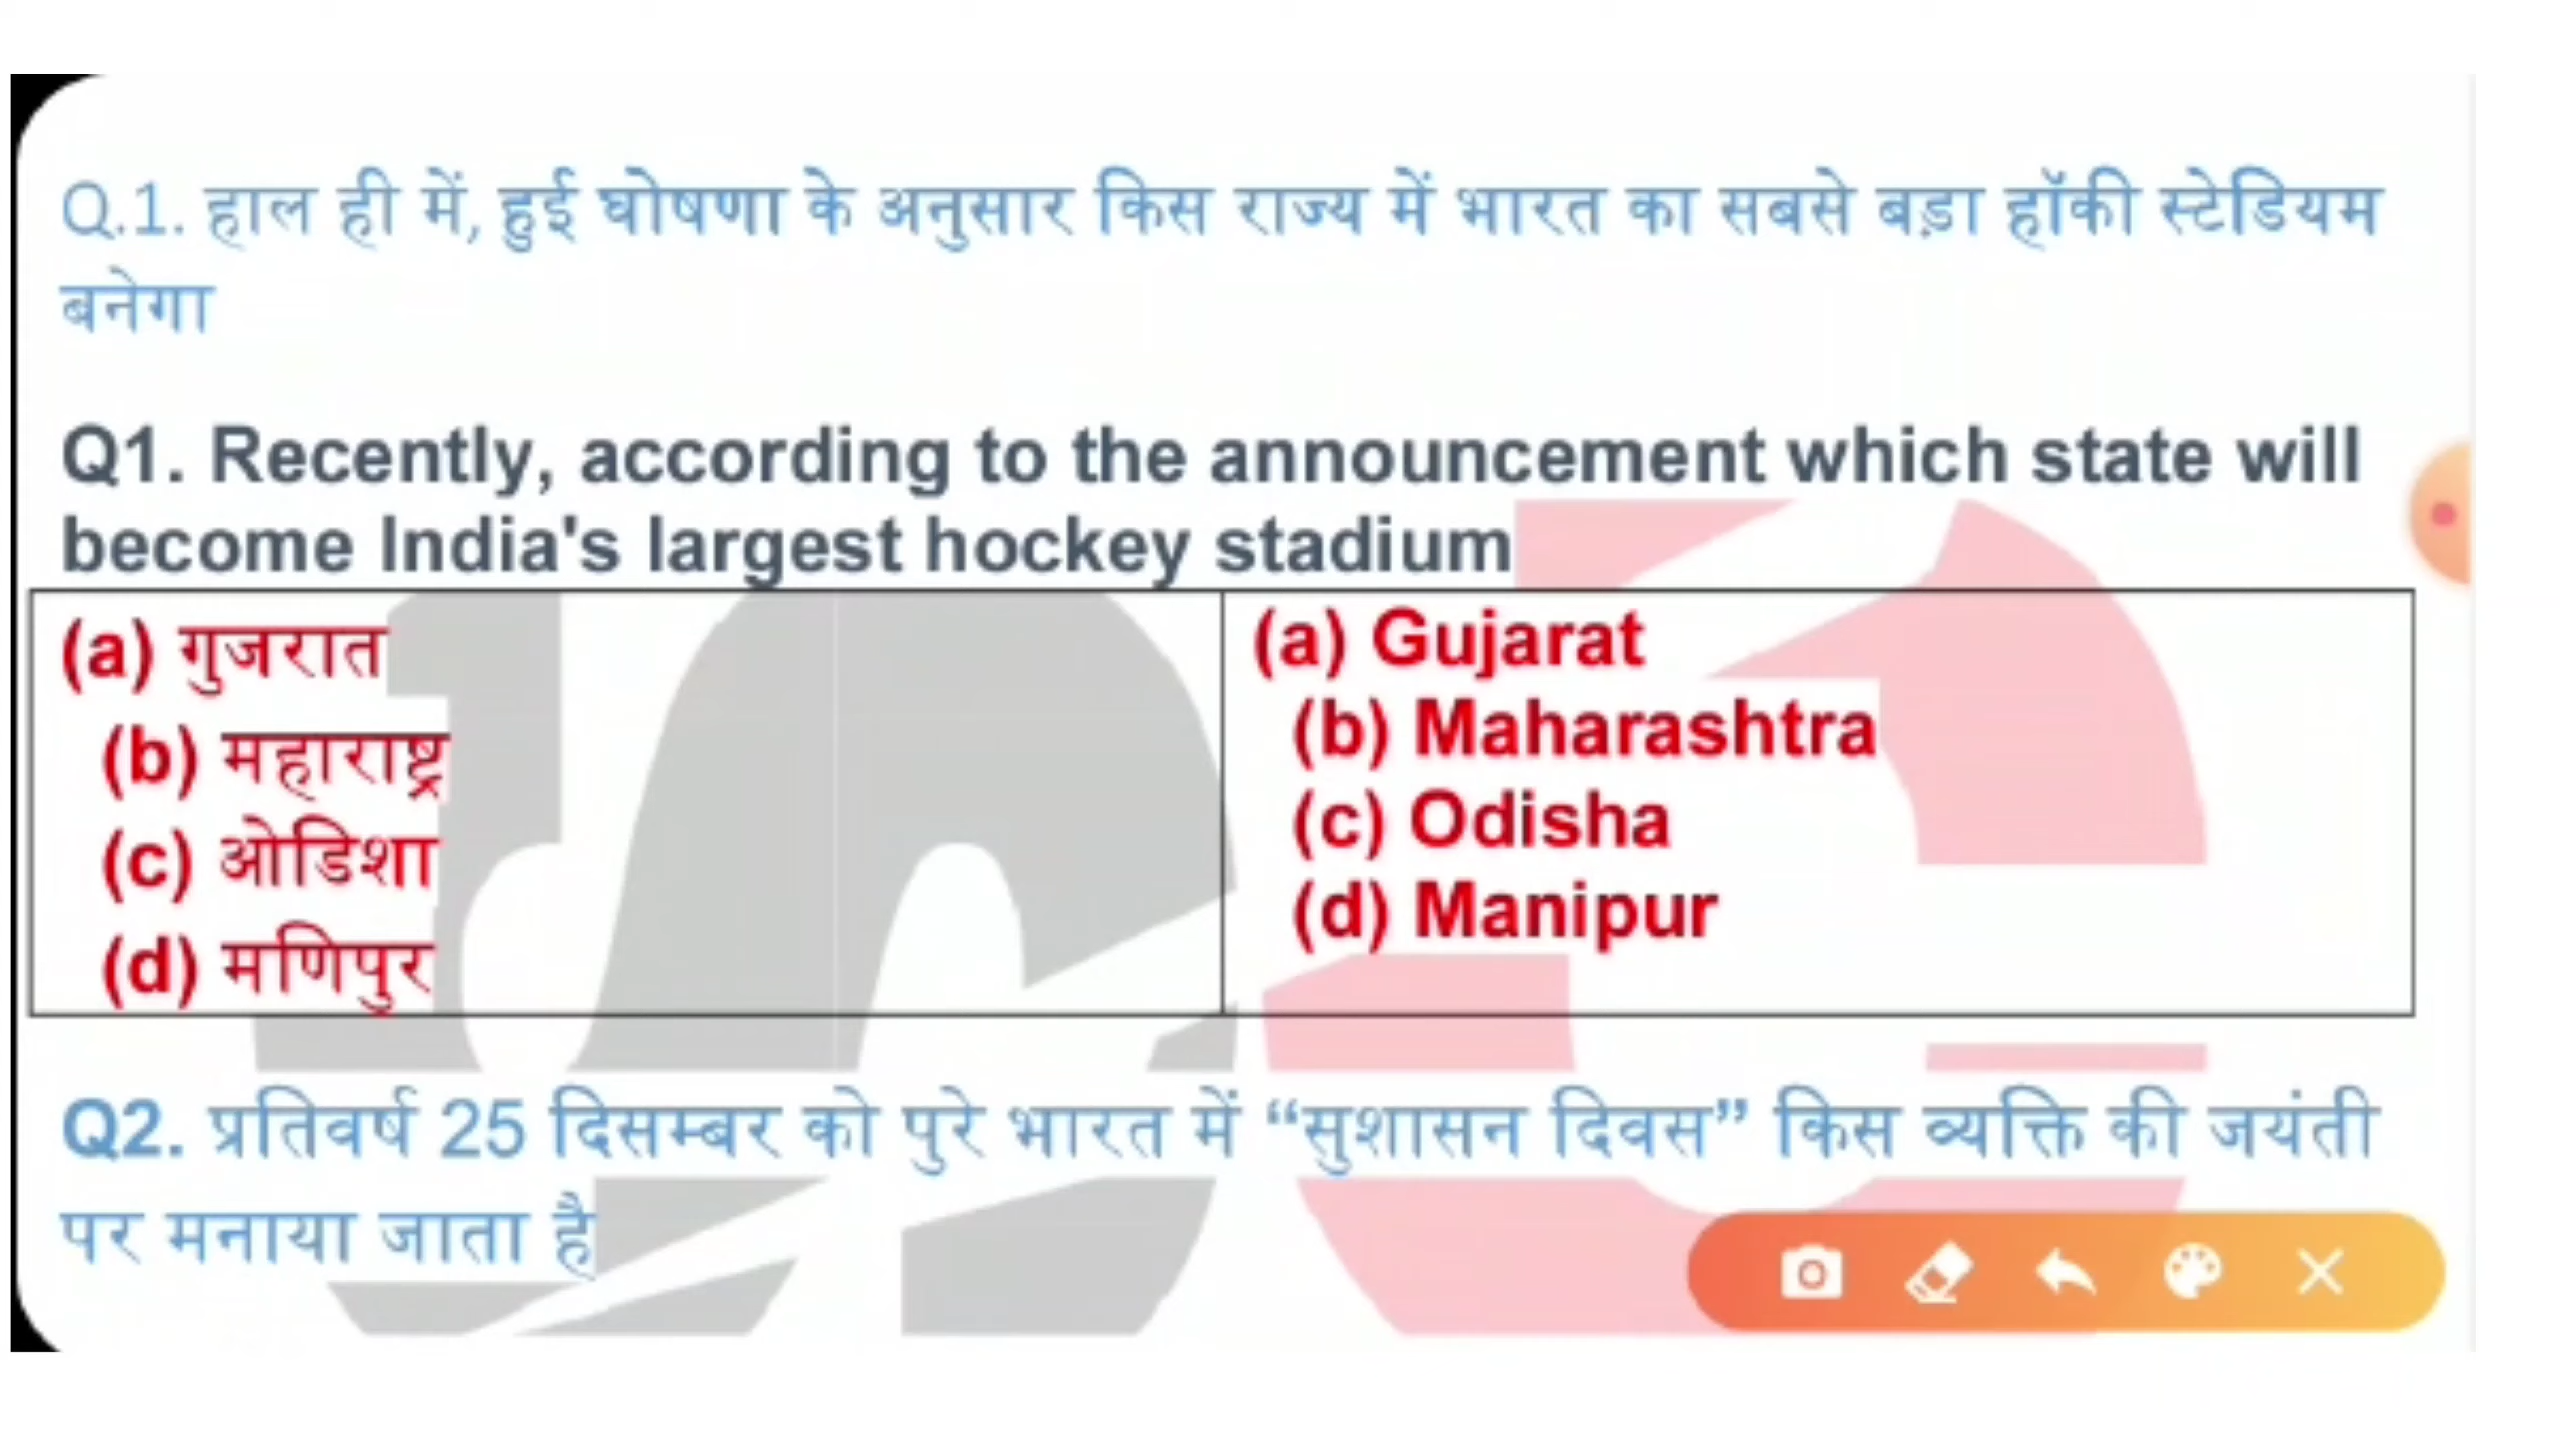 Q.1. हाल ही में, हुई घोषणा के अनुसार किस राज्य में भारत का सबसे बड़ा हॉकी स्टेडियम
बनेगा
Q1. Recently, according to the announcement which state will
become India's largest hockey stadium
(a) गुजरात
(b) महाराष्ट्र
(c) ओडिशा
(d) मणिपुर
(a) Gujarat
(b) Maharashtra
(c) Odisha
(d) Manipur
Q2. प्रतिवर्ष 25 दिसम्बर को पुरे भारत में “सुशासन दिवस” किस व्यक्ति की जयंती
पर मनाया जाता है